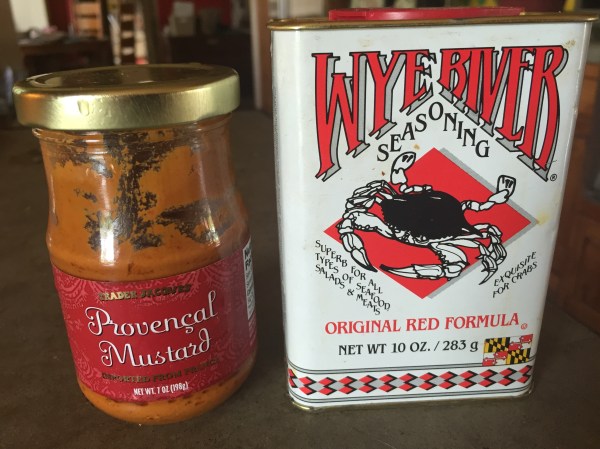 TRADER JACQUES'
Provençal
Mustard
IMPORTED FROM FRANCE
NET WT. 7 OZ (198g)
WYE RIVER
SEASONING
®
SUPERB FOR ALL
TYPES OF SEAFOOD
SALADS & MEATS
EXQUISITE
FOR CRABS
ORIGINAL RED FORMULA
NET WT 10 OZ. / 283 g